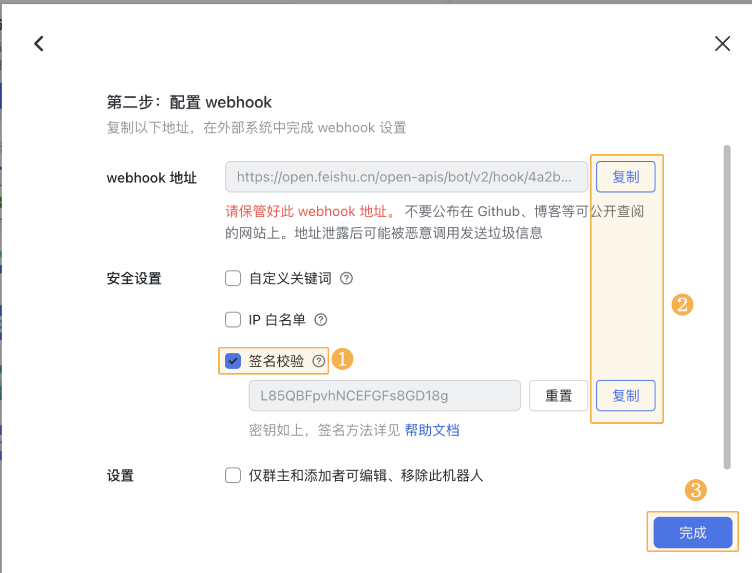 第二步：配置 webhook
复制以下地址，在外部系统中完成 webhook 设置
webhook 地址 https://open.feishu.cn/open-apis/bot/v2/hook/4a2b... 复制
请保管好此 webhook 地址。 不要公布在 Github、博客等可公开查阅
的网站上。地址泄露后可能被恶意调用发送垃圾信息
安全设置 自定义关键词 ?
2
IP 白名单 ?
签名校验 ? 1
L85QBFpvhNCEFGFs8GD18g 重置 复制
密钥如上，签名方法详见 帮助文档
设置 仅群主和添加者可编辑、移除此机器人
3
完成